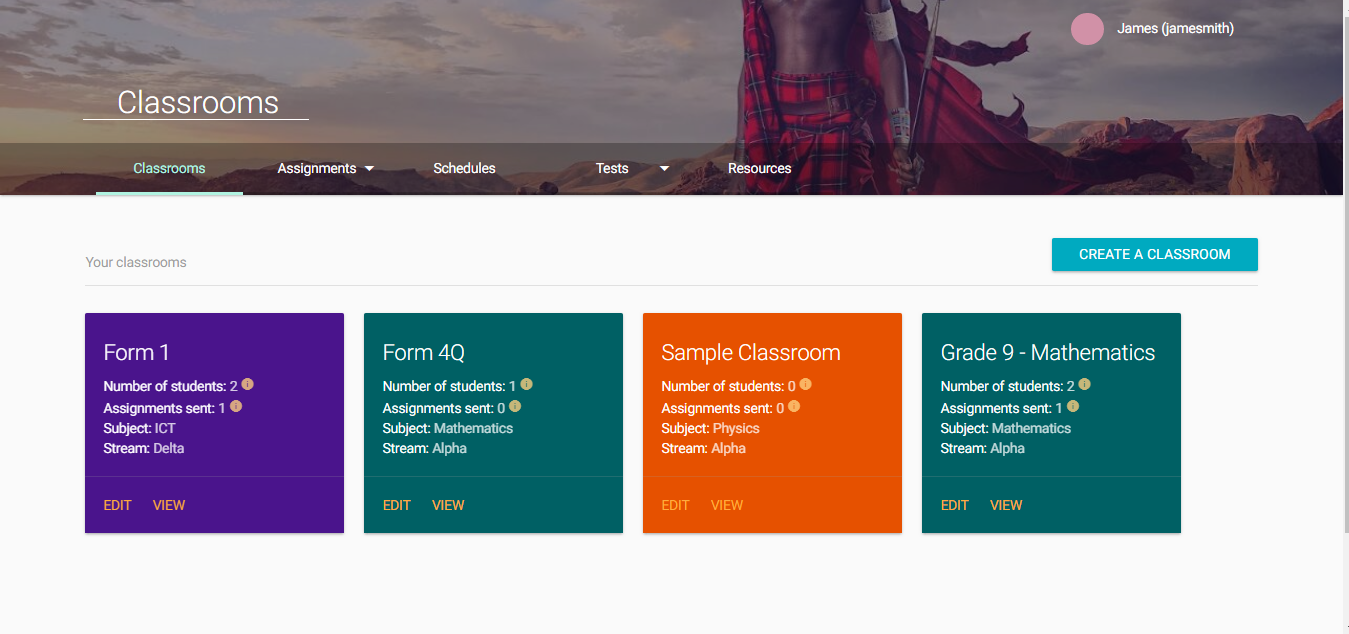 James (jamesmith)
Classrooms
Classrooms Assignments Schedules Tests Resources
Your classrooms
CREATE A CLASSROOM
Form 1
Number of students: 2
Assignments sent: 1
Subject: ICT
Stream: Delta
EDIT VIEW
Form 4Q
Number of students: 1
Assignments sent: 0
Subject: Mathematics
Stream: Alpha
EDIT VIEW
Sample Classroom
Number of students: 0
Assignments sent: 0
Subject: Physics
Stream: Alpha
EDIT VIEW
Grade 9 - Mathematics
Number of students: 2
Assignments sent: 1
Subject: Mathematics
Stream: Alpha
EDIT VIEW